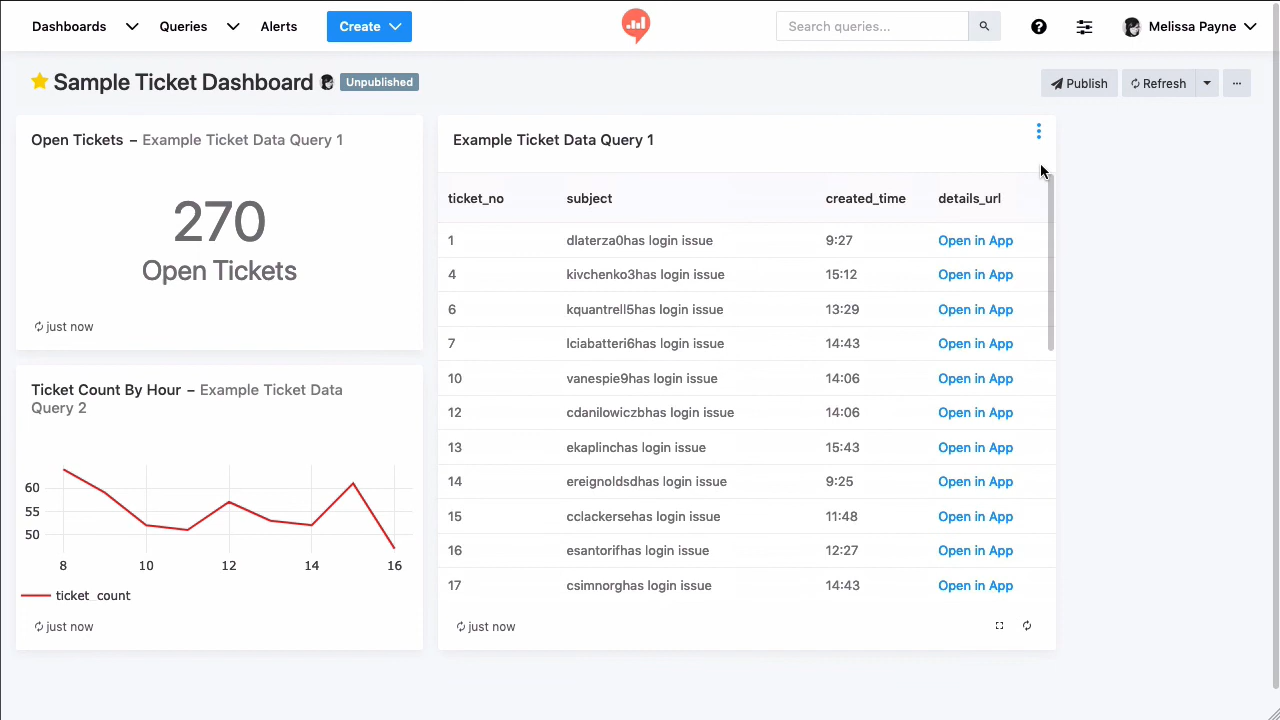 Dashboards Queries Alerts Create Search queries... Melissa Payne
Sample Ticket Dashboard Unpublished Publish Refresh
Open Tickets – Example Ticket Data Query 1
270
Open Tickets
just now
Ticket Count By Hour – Example Ticket Data
Query 2
60
55
50
8 10 12 14 16
ticket_count
just now
Example Ticket Data Query 1
ticket_no subject created_time details_url
1 dlaterza0has login issue 9:27 Open in App
4 kivchenko3has login issue 15:12 Open in App
6 kquantrell5has login issue 13:29 Open in App
7 lciabatteri6has login issue 14:43 Open in App
10 vanespie9has login issue 14:06 Open in App
12 cdanilowiczbhas login issue 14:06 Open in App
13 ekaplinchas login issue 15:43 Open in App
14 ereignoldsdhas login issue 9:25 Open in App
15 cclackersehas login issue 11:48 Open in App
16 esantorifhas login issue 12:27 Open in App
17 csimnorghas login issue 14:43 Open in App
just now